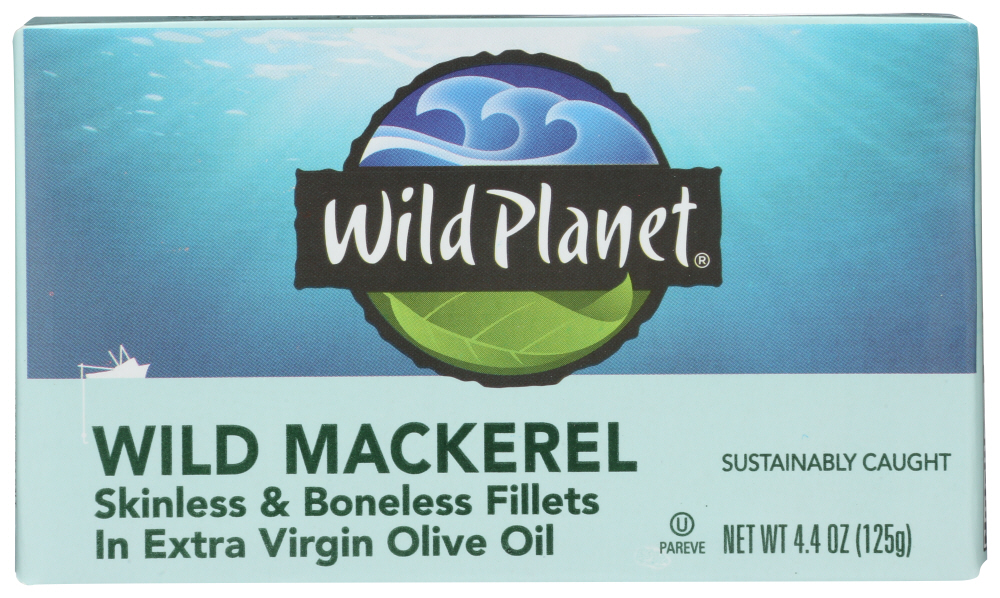 Wild Planet®
WILD MACKEREL
Skinless & Boneless Fillets
In Extra Virgin Olive Oil
SUSTAINABLY CAUGHT
U
PAREVE
NET WT 4.4 OZ (125g)